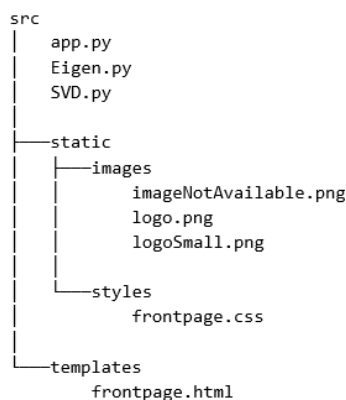 src
app.py
Eigen.py
SVD.py
static
images
imageNotAvailable.png
logo.png
logoSmall.png
styles
frontpage.css
templates
frontpage.html